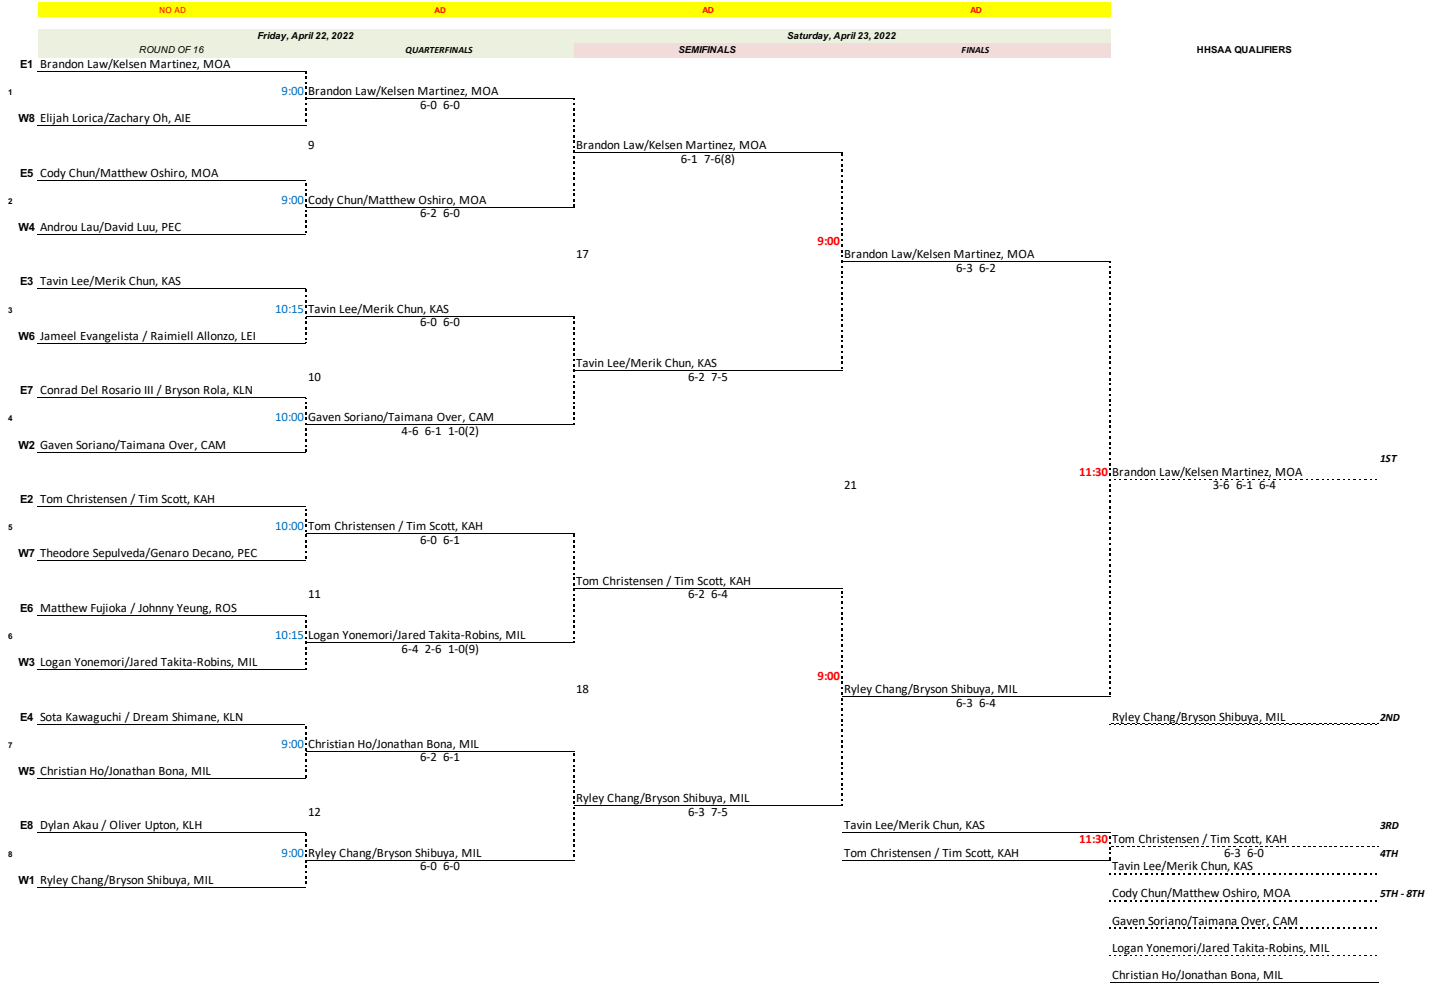 NO AD AD AD AD
Friday, April 22, 2022 Saturday, April 23, 2022
ROUND OF 16 QUARTERFINALS SEMIFINALS FINALS HHSAA QUALIFIERS
E1 Brandon Law/Kelsen Martinez, MOA
1 9:00 Brandon Law/Kelsen Martinez, MOA
6-0 6-0
W8 Elijah Lorica/Zachary Oh, AIE
9 Brandon Law/Kelsen Martinez, MOA
6-1 7-6(8)
E5 Cody Chun/Matthew Oshiro, MOA
2 9:00 Cody Chun/Matthew Oshiro, MOA
6-2 6-0
W4 Androu Lau/David Luu, PEC
9:00
17 Brandon Law/Kelsen Martinez, MOA
6-3 6-2
E3 Tavin Lee/Merik Chun, KAS
3 10:15 Tavin Lee/Merik Chun, KAS
6-0 6-0
W6 Jameel Evangelista / Raimiell Allonzo, LEI
Tavin Lee/Merik Chun, KAS
10 6-2 7-5
E7 Conrad Del Rosario III / Bryson Rola, KLN
4 10:00 Gaven Soriano/Taimana Over, CAM
4-6 6-1 1-0(2)
W2 Gaven Soriano/Taimana Over, CAM
1ST
11:30 Brandon Law/Kelsen Martinez, MOA
21 3-6 6-1 6-4
E2 Tom Christensen / Tim Scott, KAH
5 10:00 Tom Christensen / Tim Scott, KAH
6-0 6-1
W7 Theodore Sepulveda/Genaro Decano, PEC
Tom Christensen / Tim Scott, KAH
11 6-2 6-4
E6 Matthew Fujioka / Johnny Yeung, ROS
6 10:15 Logan Yonemori/Jared Takita-Robins, MIL
6-4 2-6 1-0(9)
W3 Logan Yonemori/Jared Takita-Robins, MIL
9:00
18 Ryley Chang/Bryson Shibuya, MIL
6-3 6-4
E4 Sota Kawaguchi / Dream Shimane, KLN Ryley Chang/Bryson Shibuya, MIL 2ND
7 9:00 Christian Ho/Jonathan Bona, MIL
6-2 6-1
W5 Christian Ho/Jonathan Bona, MIL
Ryley Chang/Bryson Shibuya, MIL
12 6-3 7-5
E8 Dylan Akau / Oliver Upton, KLH Tavin Lee/Merik Chun, KAS 3RD
11:30 Tom Christensen / Tim Scott, KAH
8 9:00 Ryley Chang/Bryson Shibuya, MIL Tom Christensen / Tim Scott, KAH 6-3 6-0 4TH
6-0 6-0 Tavin Lee/Merik Chun, KAS
W1 Ryley Chang/Bryson Shibuya, MIL
Cody Chun/Matthew Oshiro, MOA 5TH - 8TH
Gaven Soriano/Taimana Over, CAM
Logan Yonemori/Jared Takita-Robins, MIL
Christian Ho/Jonathan Bona, MIL